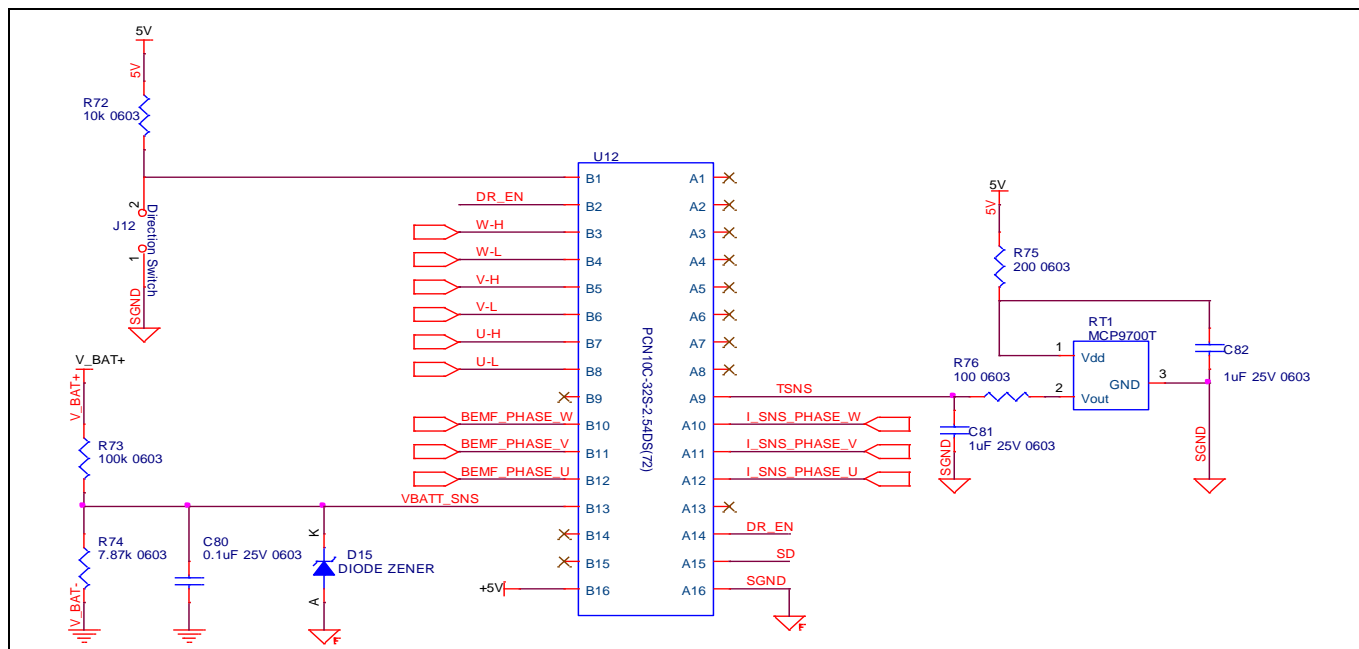 5V
5V
R72
10k 0603
2
J12
1
Direction Switch
SGND
V_BAT+
V_BAT+
R73
100k 0603
VBATT_SNS
R74
7.87k 0603
V_BAT-
C80
0.1uF 25V 0603
K
D15
DIODE ZENER
A
F
U12
PCN10C-32S-2.54DS(72)
B1
A1
DR_EN
B2
A2
W-H
B3
A3
W-L
B4
A4
V-H
B5
A5
V-L
B6
A6
U-H
B7
A7
U-L
B8
A8
B9
A9
TSNS
BEMF_PHASE_W
B10
A10
I_SNS_PHASE_W
BEMF_PHASE_V
B11
A11
I_SNS_PHASE_V
BEMF_PHASE_U
B12
A12
I_SNS_PHASE_U
B13
A13
B14
A14
DR_EN
B15
A15
SD
+5V
B16
A16
SGND
F
5V
5V
R75
200 0603
RT1
MCP9700T
1
Vdd
GND
3
2
Vout
R76
100 0603
C82
1uF 25V 0603
C81
1uF 25V 0603
SGND
SGND